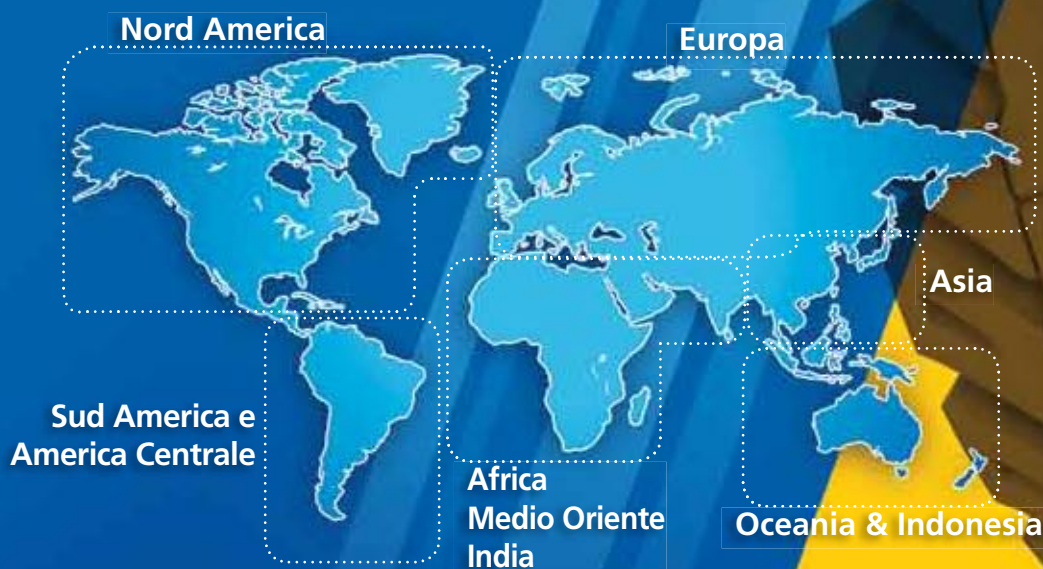 Nord America
Europa
Asia
Sud America e
America Centrale
Africa
Medio Oriente
India
Oceania & Indonesia